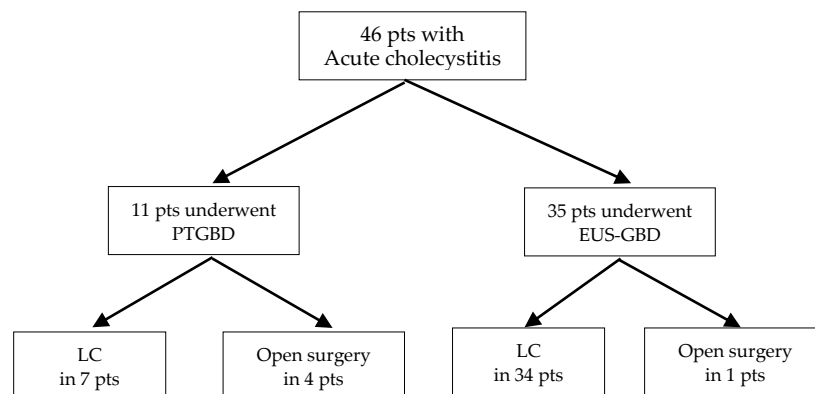 46 pts with
Acute cholecystitis
11 pts underwent
PTGBD
35 pts underwent
EUS-GBD
LC
in 7 pts
Open surgery
in 4 pts
LC
in 34 pts
Open surgery
in 1 pts